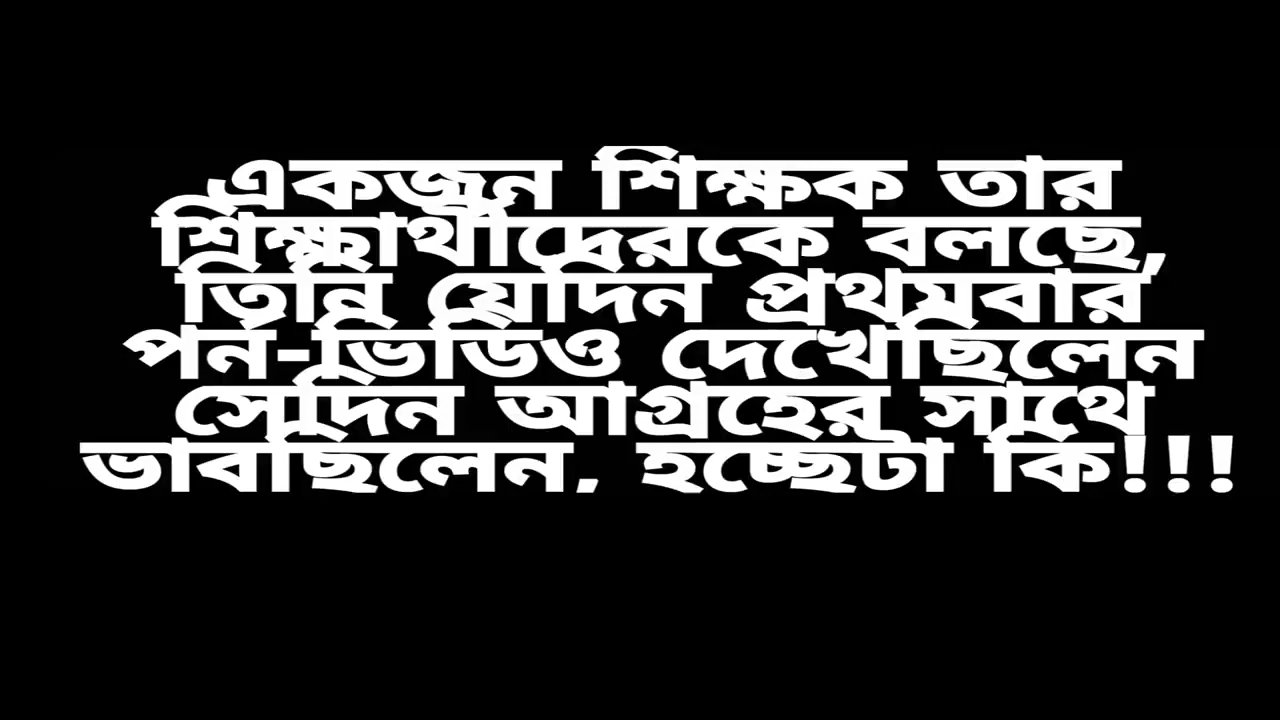 একজন শিক্ষক তার
শিক্ষার্থীদেরকে বলছে,
তিনি যেদিন প্রথমবার
পর্ন-ভিডিও দেখেছিলেন
সেদিন আগ্রহের সাথে
ভাবছিলেন, হচ্ছেটা কি!!!